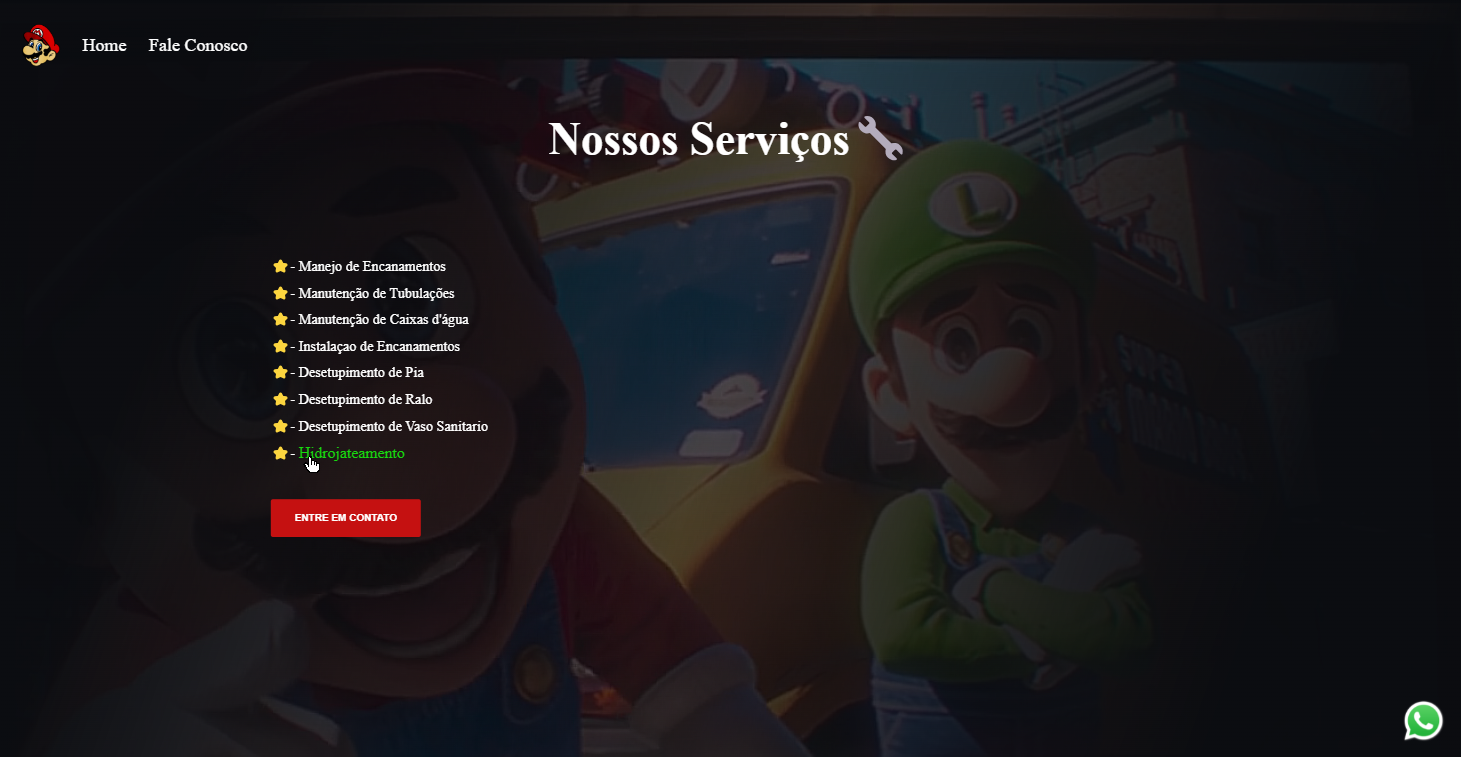 Home Fale Conosco
Nossos Serviços
- Manejo de Encanamentos
- Manutenção de Tubulações
- Manutenção de Caixas d'água
- Instalaçao de Encanamentos
- Desetupimento de Pia
- Desetupimento de Ralo
- Desetupimento de Vaso Sanitario
- Hidrojateamento
ENTRE EM CONTATO
L
SUPER